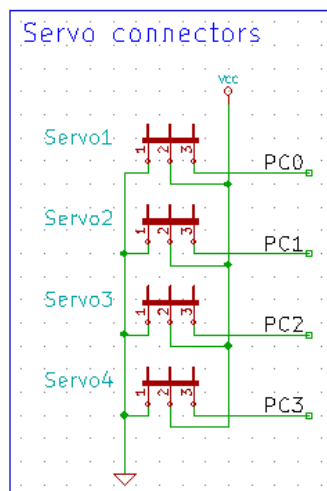 Servo connectors
VCC
Servo1
1 2 3
PC0
Servo2
1 2 3
PC1
Servo3
1 2 3
PC2
Servo4
1 2 3
PC3